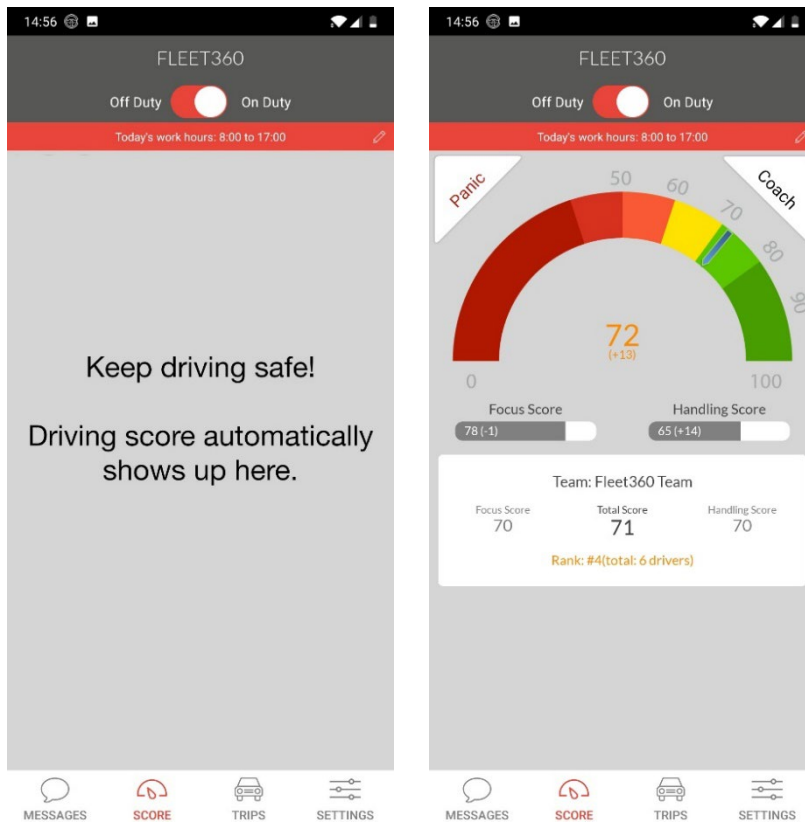 14:56
FLEET360
Off Duty On Duty
Today's work hours: 8:00 to 17:00
Keep driving safe!
Driving score automatically
shows up here.
MESSAGES SCORE TRIPS SETTINGS
14:56
FLEET360
Off Duty On Duty
Today's work hours: 8:00 to 17:00
Panic
Coach
50 60 70 80 90
72
(+13)
0 100
Focus Score Handling Score
78 (-1) 65 (+14)
Team: Fleet360 Team
Focus Score Total Score Handling Score
70 71 70
Rank: #4(total: 6 drivers)
MESSAGES SCORE TRIPS SETTINGS